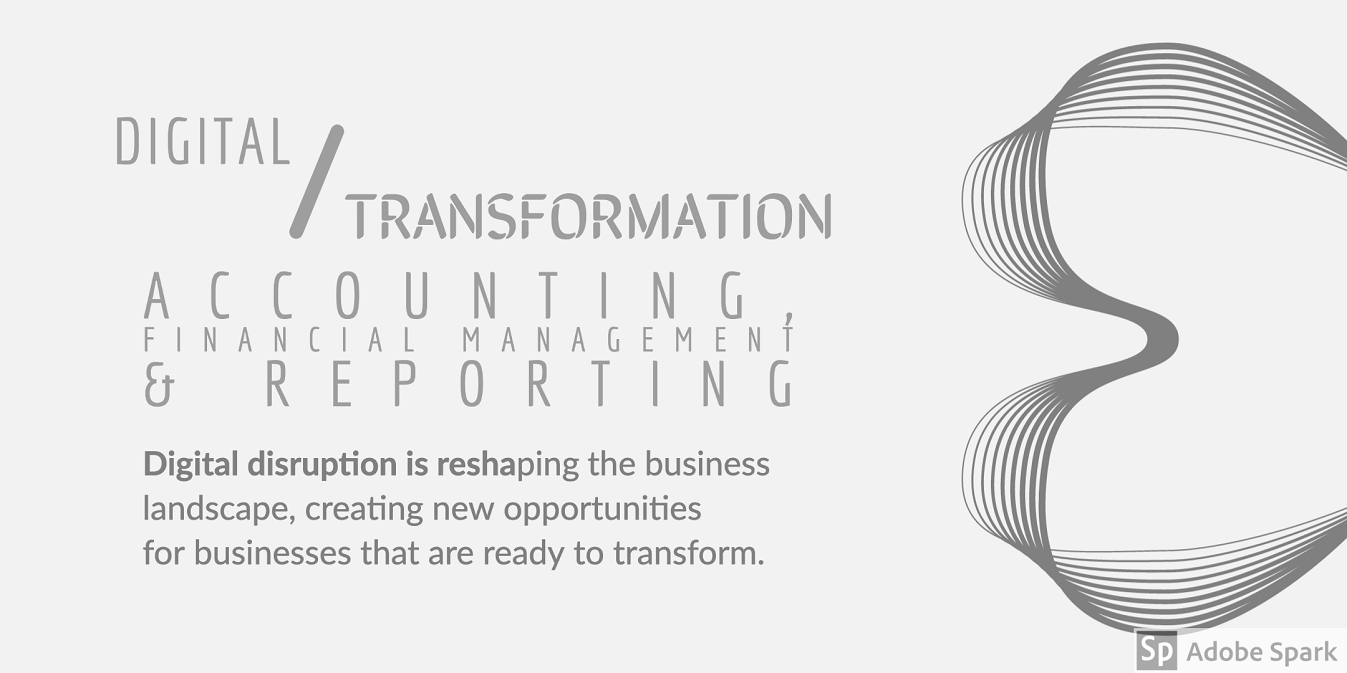 DIGITAL
/
TRANSFORMATION
ACCOUNTING,
FINANCIAL MANAGEMENT
& REPORTING
Digital disruption is reshaping the business
landscape, creating new opportunities
for businesses that are ready to transform.
Sp Adobe Spark